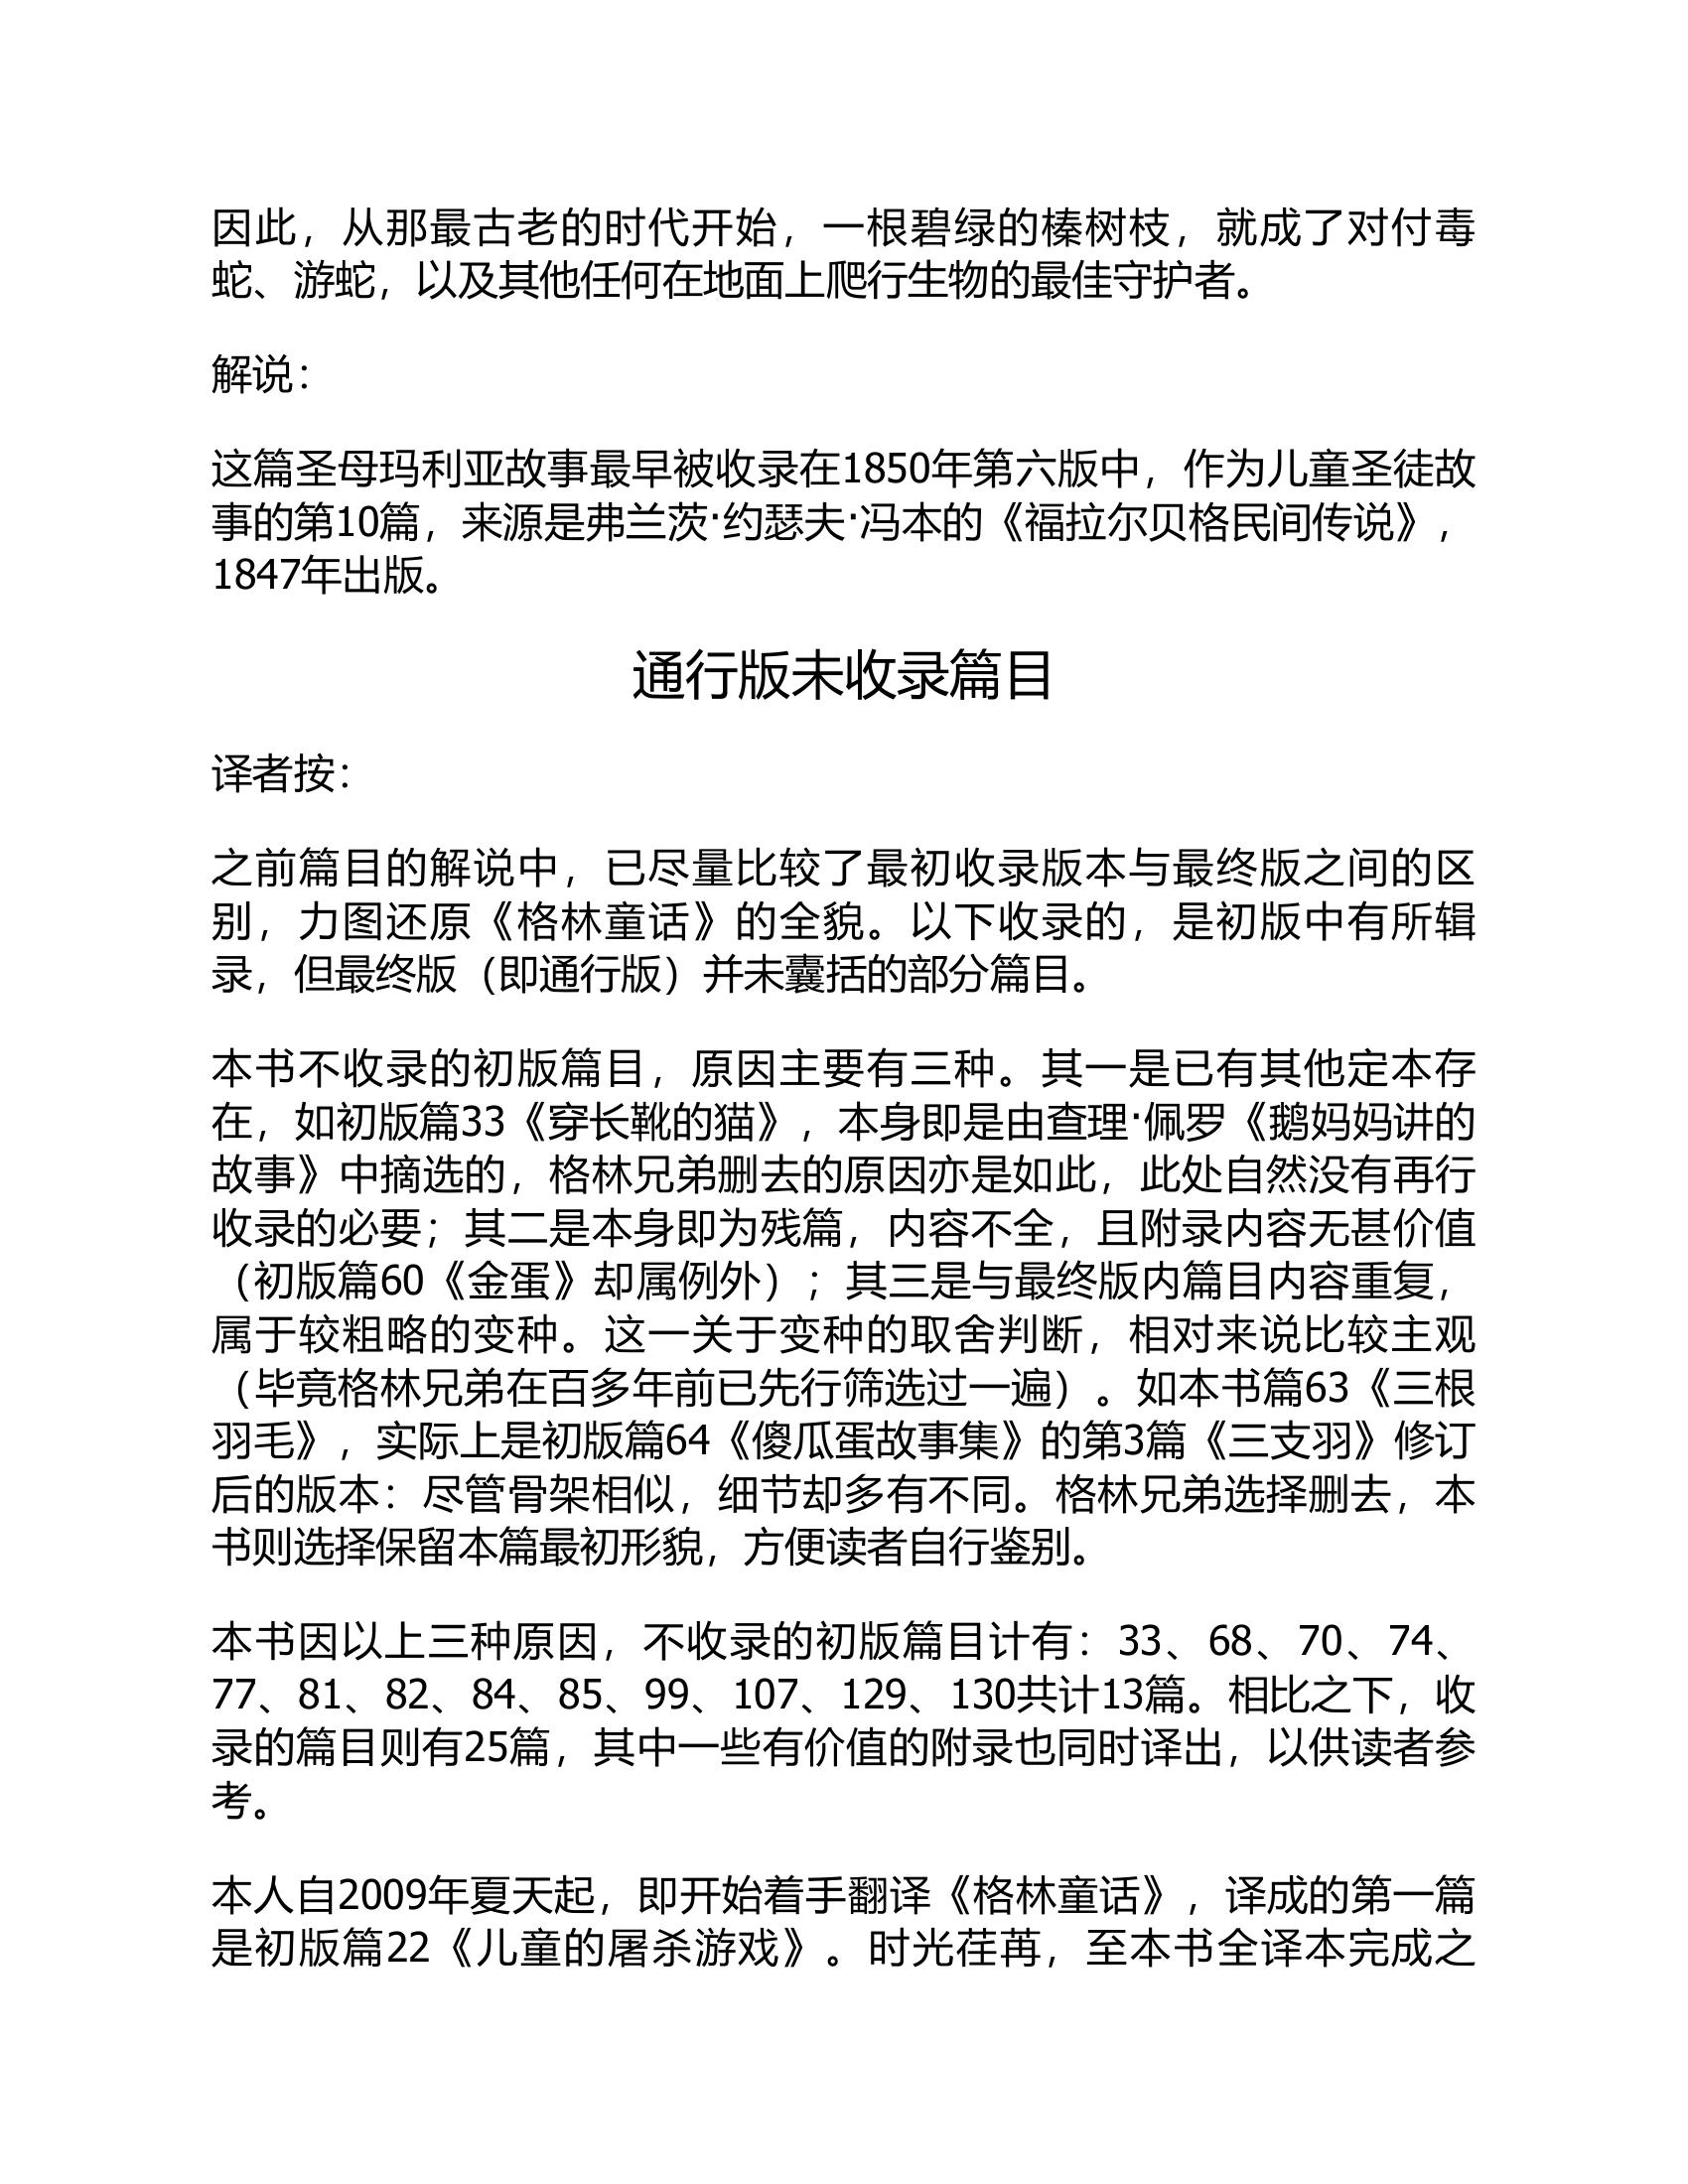 因此，从那最古老的时代开始，一根碧绿的榛树枝，就成了对付毒
蛇、游蛇，以及其他任何在地面上爬行生物的最佳守护者。
解说：
这篇圣母玛利亚故事最早被收录在1850年第六版中，作为儿童圣徒故
事的第10篇，来源是弗兰茨·约瑟夫·冯本的《福拉尔贝格民间传说》，
1847年出版。
通行版未收录篇目
译者按：
之前篇目的解说中，已尽量比较了最初收录版本与最终版之间的区
别，力图还原《格林童话》的全貌。以下收录的，是初版中有所辑
录，但最终版（即通行版）并未囊括的部分篇目。
本书不收录的初版篇目，原因主要有三种。其一是已有其他定本存
在，如初版篇33《穿长靴的猫》，本身即是由查理·佩罗《鹅妈妈讲的
故事》中摘选的，格林兄弟删去的原因亦是如此，此处自然没有再行
收录的必要；其二是本身即为残篇，内容不全，且附录内容无甚价值
（初版篇60《金蛋》却属例外）；其三是与最终版内篇目内容重复，
属于较粗略的变种。这一关于变种的取舍判断，相对来说比较主观
（毕竟格林兄弟在百多年前已先行筛选过一遍）。如本书篇63《三根
羽毛》，实际上是初版篇64《傻瓜蛋故事集》的第3篇《三支羽》修订
后的版本：尽管骨架相似，细节却多有不同。格林兄弟选择删去，本
书则选择保留本篇最初形貌，方便读者自行鉴别。
本书因以上三种原因，不收录的初版篇目计有：33、68、70、74、
77、81、82、84、85、99、107、129、130共计13篇。相比之下，收
录的篇目则有25篇，其中一些有价值的附录也同时译出，以供读者参
考。
本人自2009年夏天起，即开始着手翻译《格林童话》，译成的第一篇
是初版篇22《儿童的屠杀游戏》。时光荏苒，至本书全译本完成之